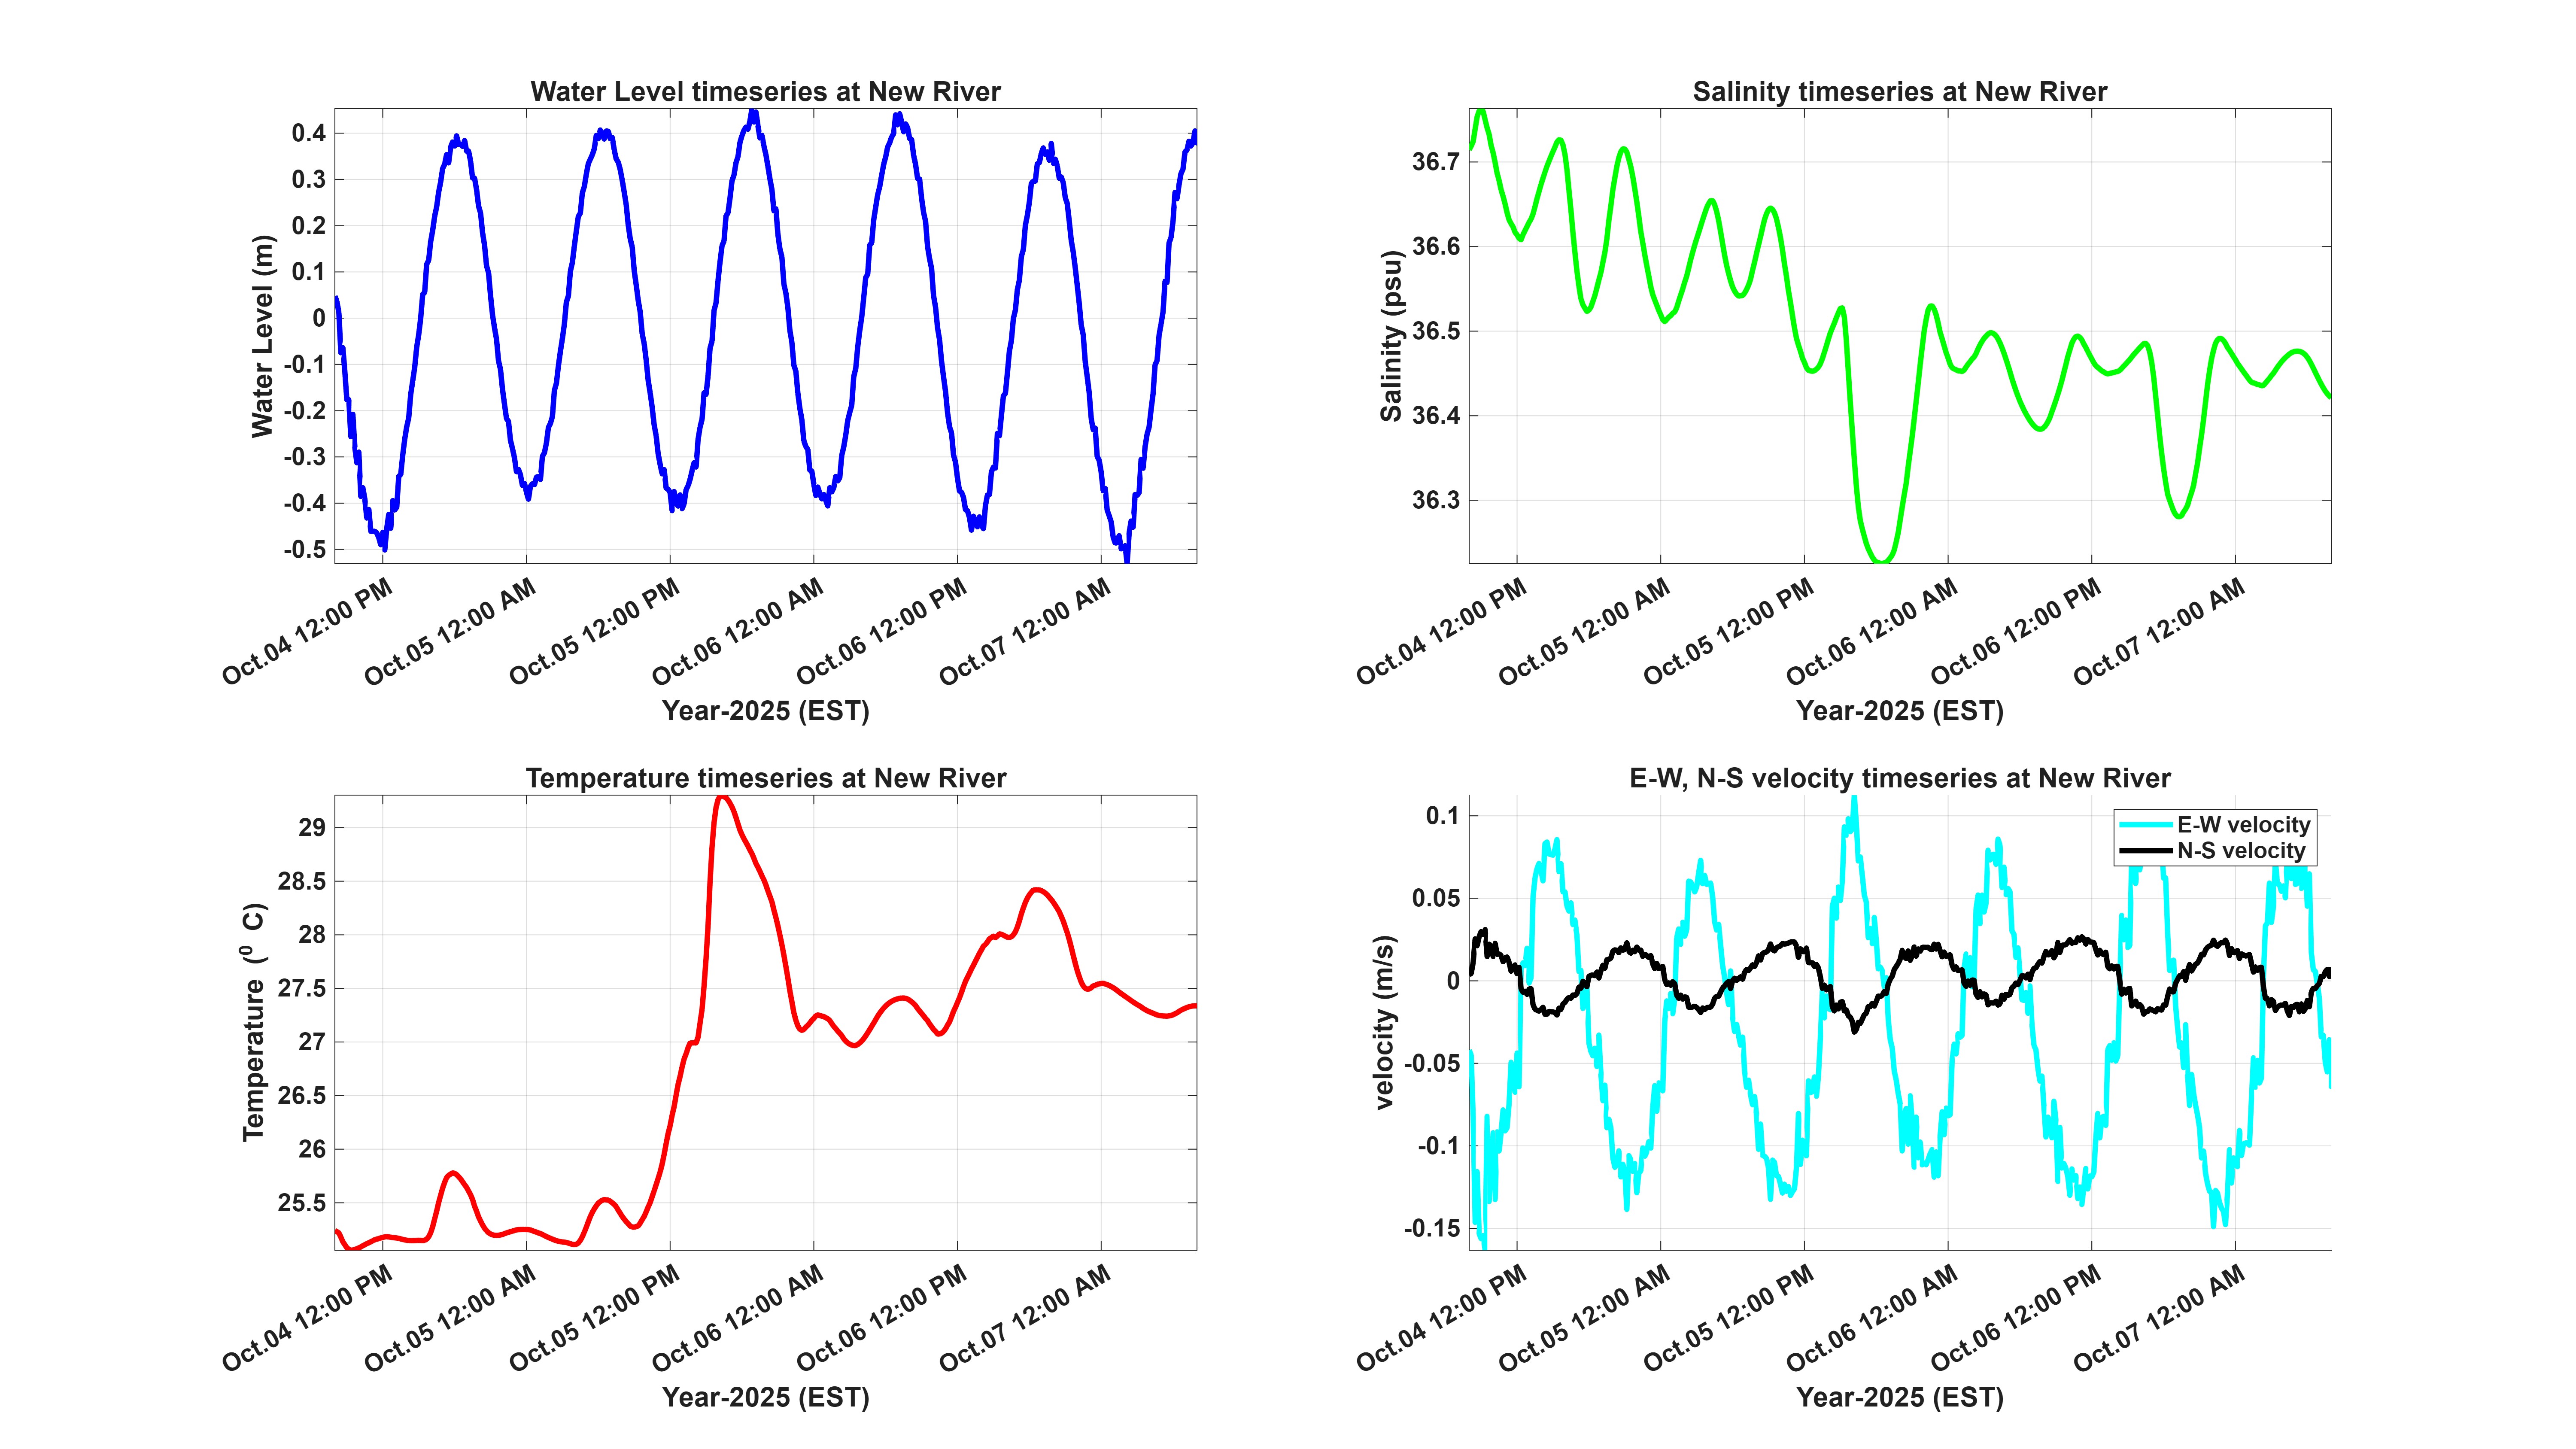 Water Level timeseries at New River
Water Level (m)
0.4
0.3
0.2
0.1
0
-0.1
-0.2
-0.3
-0.4
-0.5
Oct.04 12:00 PM
Oct.05 12:00 AM
Oct.05 12:00 PM
Oct.06 12:00 AM
Oct.06 12:00 PM
Oct.07 12:00 AM
Year-2025 (EST)
Salinity timeseries at New River
Salinity (psu)
36.7
36.6
36.5
36.4
36.3
Oct.04 12:00 PM
Oct.05 12:00 AM
Oct.05 12:00 PM
Oct.06 12:00 AM
Oct.06 12:00 PM
Oct.07 12:00 AM
Year-2025 (EST)
Temperature timeseries at New River
Temperature (⁰ C)
29
28.5
28
27.5
27
26.5
26
25.5
Oct.04 12:00 PM
Oct.05 12:00 AM
Oct.05 12:00 PM
Oct.06 12:00 AM
Oct.06 12:00 PM
Oct.07 12:00 AM
Year-2025 (EST)
E-W, N-S velocity timeseries at New River
velocity (m/s)
0.1
0.05
0
-0.05
-0.1
-0.15
E-W velocity
N-S velocity
Oct.04 12:00 PM
Oct.05 12:00 AM
Oct.05 12:00 PM
Oct.06 12:00 AM
Oct.06 12:00 PM
Oct.07 12:00 AM
Year-2025 (EST)